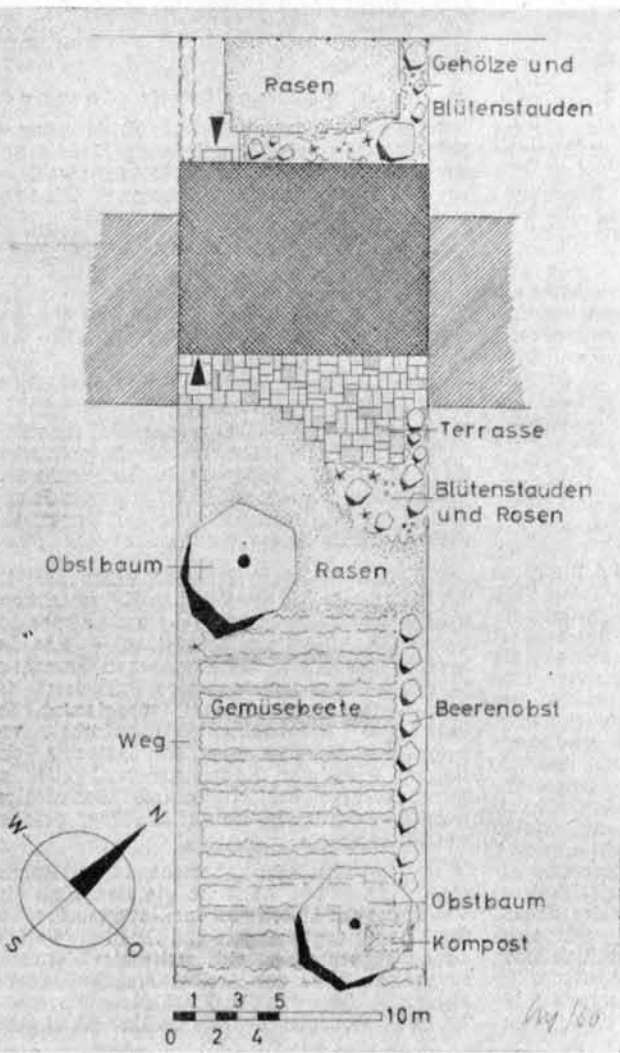 Rasen
Gehölze und
Blütenstauden
Terrasse
Blütenstauden
und Rosen
Obstbaum
Rasen
Gemüsebeete
Beerenobst
Weg
W
N
S
O
Obstbaum
Kompost
1 3 5
10m
0 2 4